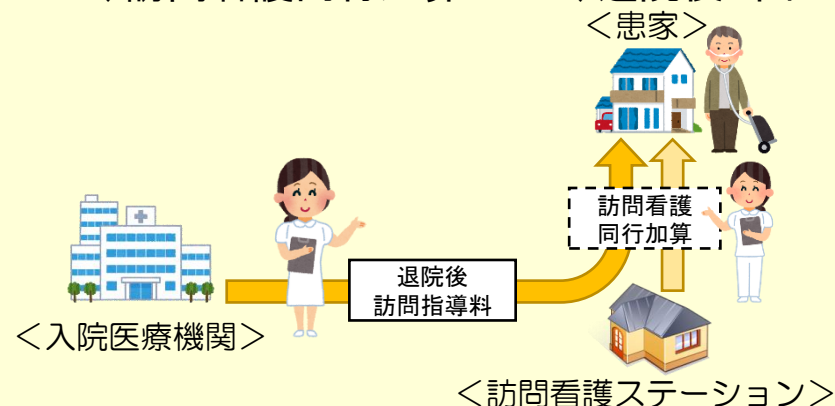 ＜患家＞
訪問看護
同行加算
退院後
訪問指導料
＜入院医療機関＞
＜訪問看護ステーション＞